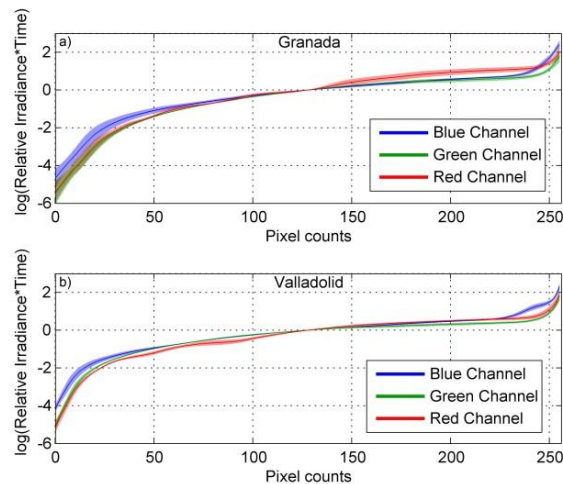 a)
Granada
log(Relative Irradiance*Time)
2
0
-2
-4
-6
Blue Channel
Green Channel
Red Channel
0 50 100 150 200 250
Pixel counts
b)
Valladolid
log(Relative Irradiance*Time)
2
0
-2
-4
-6
Blue Channel
Green Channel
Red Channel
0 50 100 150 200 250
Pixel counts